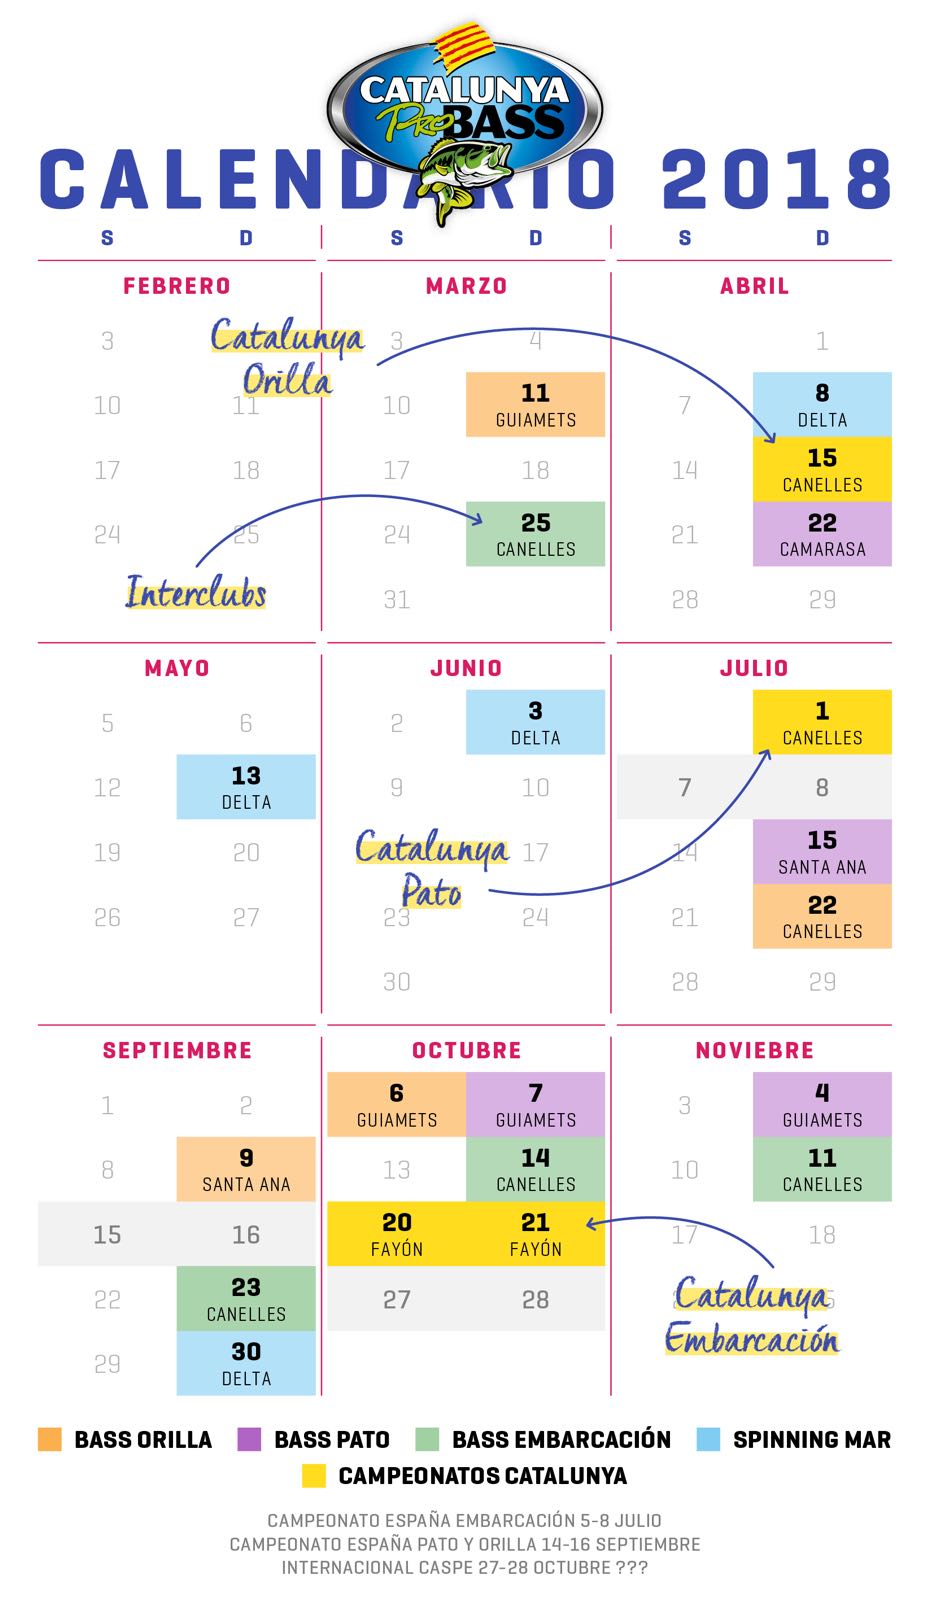 CATALUNYA
PRO BASS
CALENDARIO 2018
S D S D S D
FEBRERO MARZO ABRIL
3 Catalunya 3 4 1
Orilla
10 11 10 11 7 8
GUIAMETS DELTA
17 18 17 18 14 15
CANELLES
24 25 24 25 21 22
CANELLES CAMARASA
Interclubs 31 28 29
MAYO JUNIO JULIO
5 6 2 3 1
DELTA CANELLES
12 13 9 10 7 8
DELTA
19 20 Catalunya 17 14 15
SANTA ANA
Pato
26 27 23 24 21 22
CANELLES
30 28 29
SEPTIEMBRE OCTUBRE NOVIEBRE
1 2 6 7 3 4
GUIAMETS GUIAMETS GUIAMETS
8 9 13 14 10 11
SANTA ANA CANELLES CANELLES
15 16 20 21 17 18
FAYÓN FAYÓN
22 23 27 28 Catalunya
CANELLES Embarcación
29 30
DELTA
BASS ORILLA BASS PATO BASS EMBARCACIÓN SPINNING MAR
CAMPEONATOS CATALUNYA
CAMPEONATO ESPAÑA EMBARCACIÓN 5-8 JULIO
CAMPEONATO ESPAÑA PATO Y ORILLA 14-16 SEPTIEMBRE
INTERNACIONAL CASPE 27-28 OCTUBRE ???